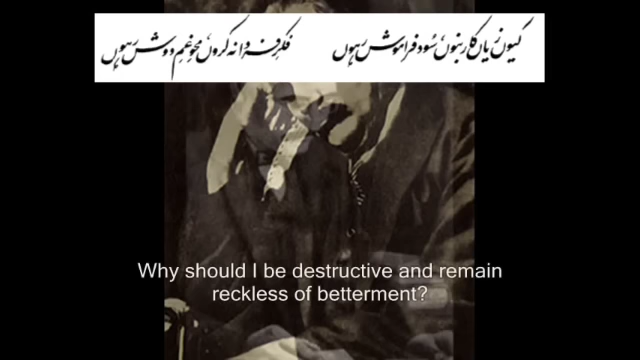 کیوں زیاں کار بنوں سُود فراموش رہوں فکرِ فردا نہ کروں محوِ غمِ دوش رہوں
Why should I be destructive and remain
reckless of betterment?